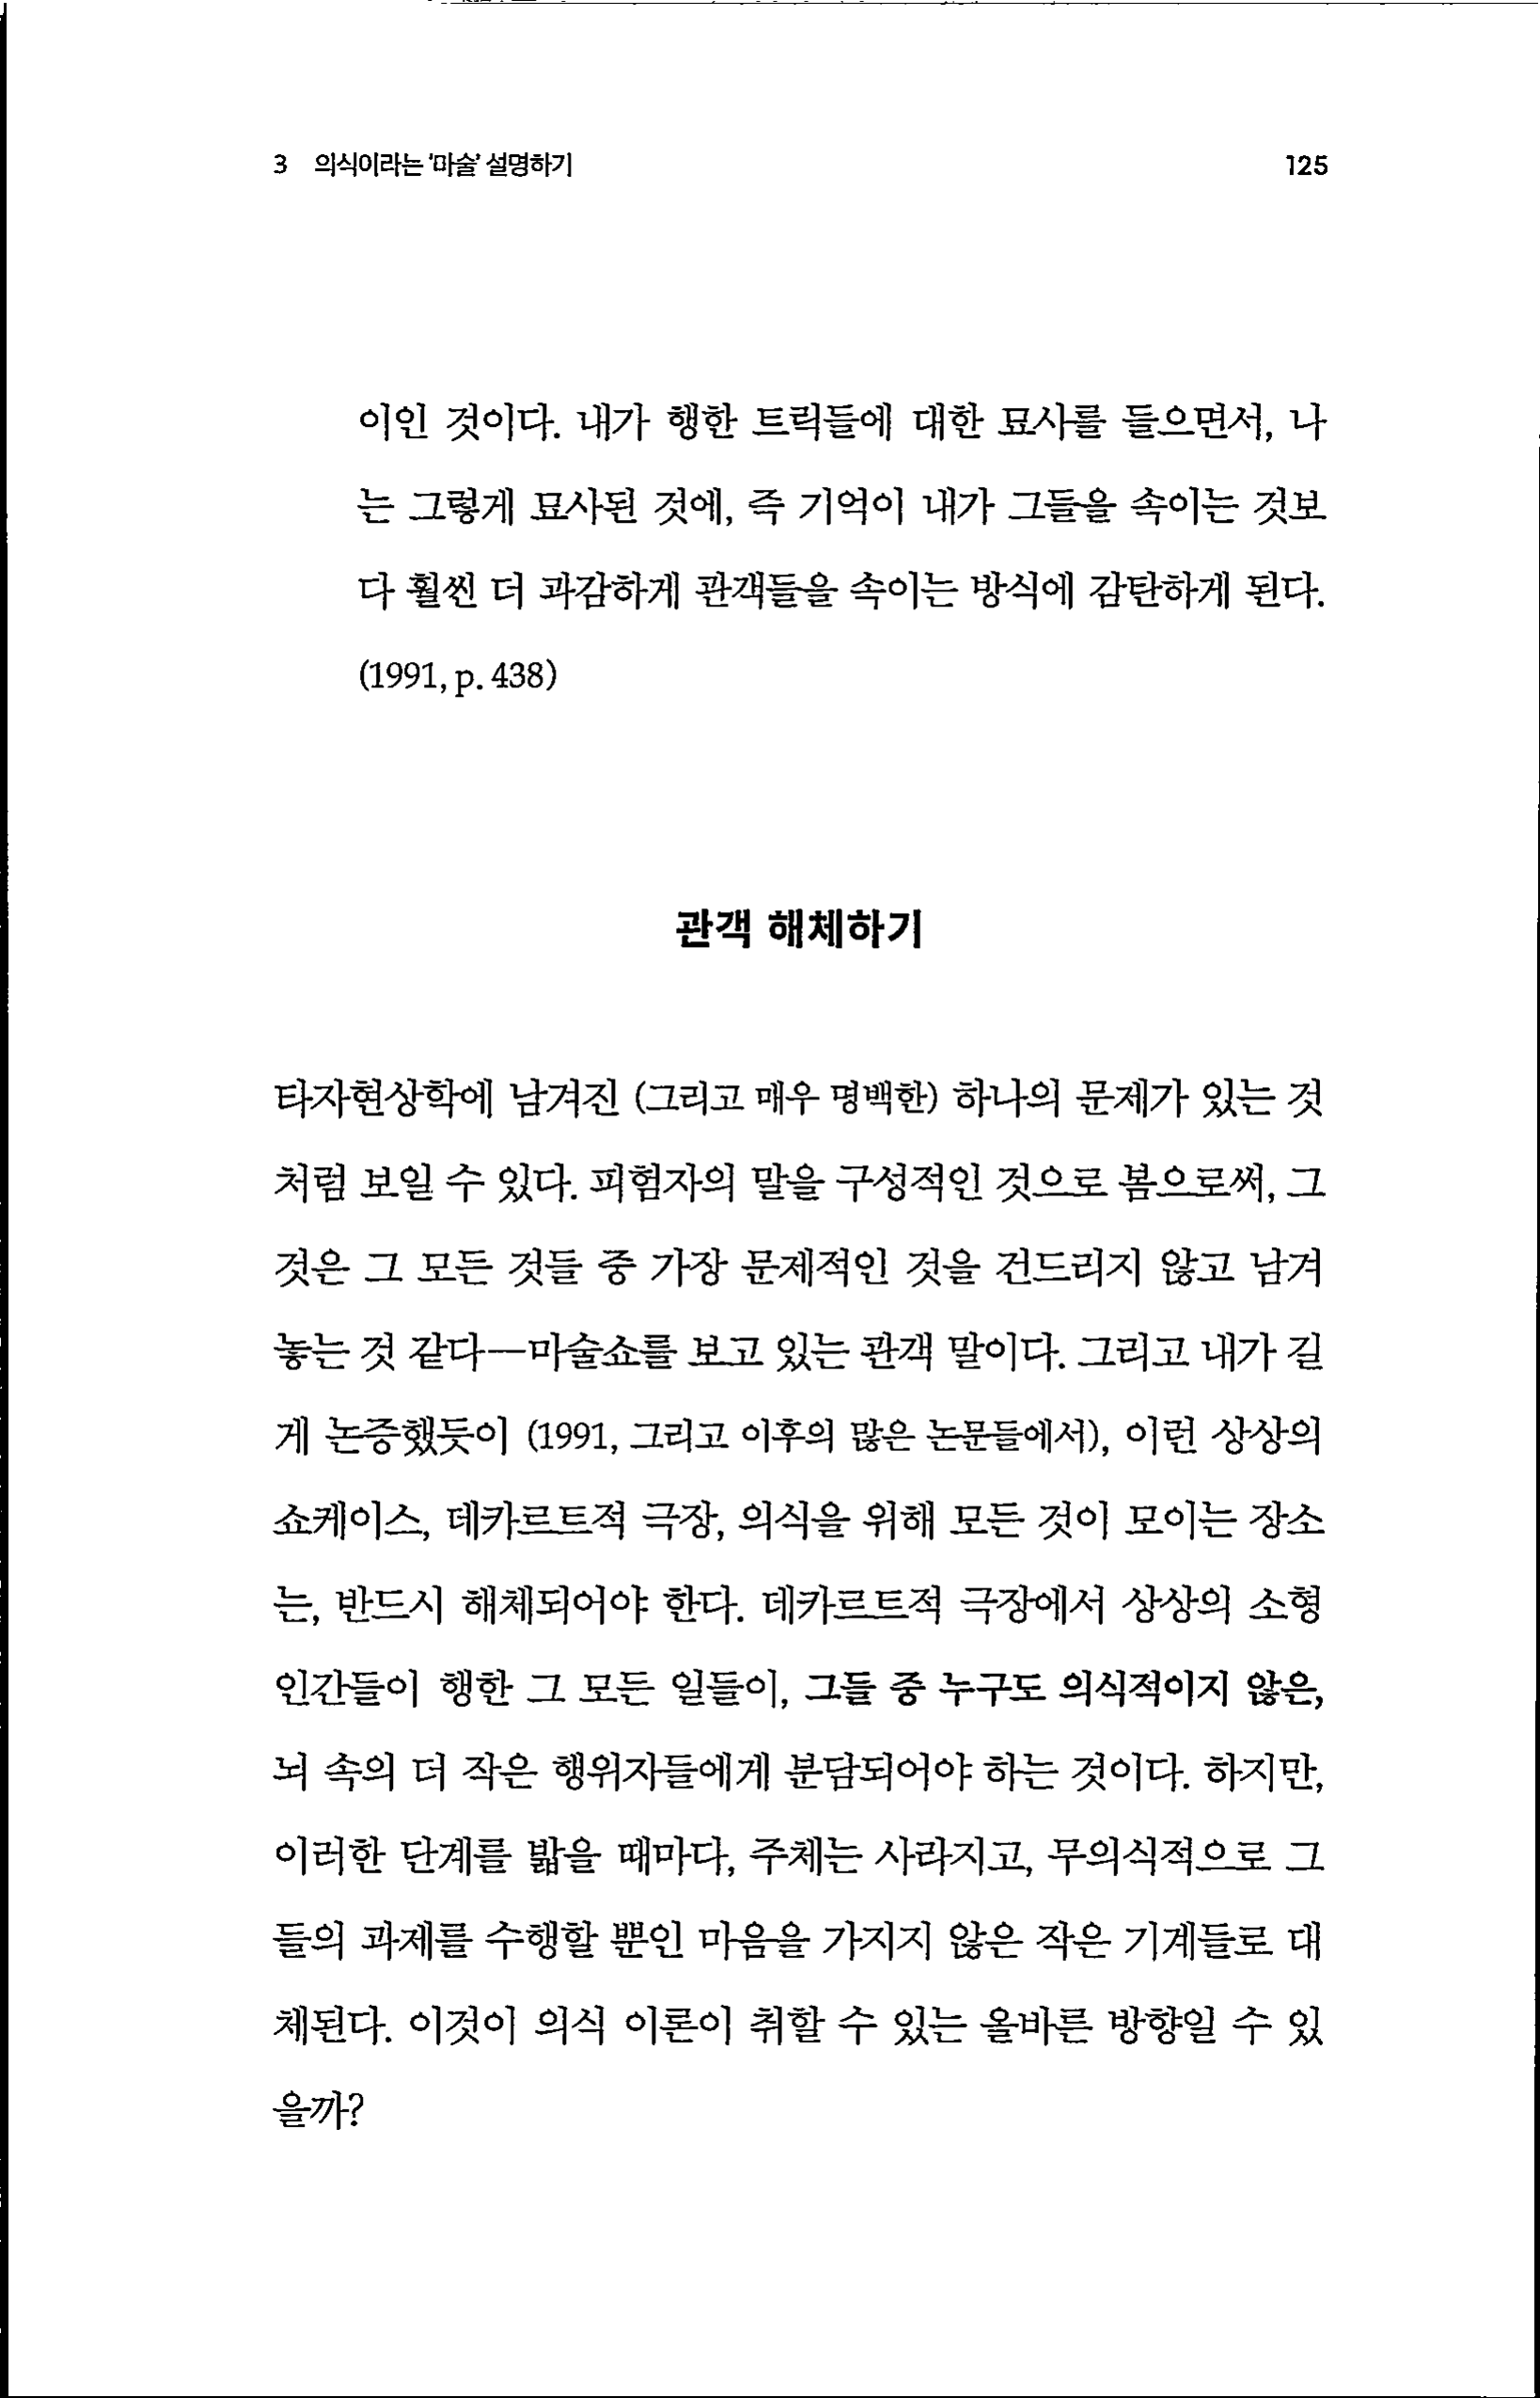 3 의식이라는 '마술' 설명하기 125
이인 것이다. 내가 행한 트릭들에 대한 묘사를 들으면서, 나
는 그렇게 묘사된 것에, 즉 기억이 내가 그들을 속이는 것보
다 훨씬 더 과감하게 관객들을 속이는 방식에 감탄하게 된다.
(1991, p. 438)
관객 해체하기
타자현상학에 남겨진 (그리고 매우 명백한) 하나의 문제가 있는 것
처럼 보일 수 있다. 피험자의 말을 구성적인 것으로 봄으로써, 그
것은 그 모든 것들 중 가장 문제적인 것을 건드리지 않고 남겨
놓는 것 같다—마술쇼를 보고 있는 관객 말이다. 그리고 내가 길
게 논증했듯이 (1991, 그리고 이후의 많은 논문들에서), 이런 상상의
쇼케이스, 데카르트적 극장, 의식을 위해 모든 것이 모이는 장소
는, 반드시 해체되어야 한다. 데카르트적 극장에서 상상의 소형
인간들이 행한 그 모든 일들이, 그들 중 누구도 의식적이지 않은,
뇌 속의 더 작은 행위자들에게 분담되어야 하는 것이다. 하지만,
이러한 단계를 밟을 때마다, 주체는 사라지고, 무의식적으로 그
들의 과제를 수행할 뿐인 마음을 가지지 않은 작은 기계들로 대
체된다. 이것이 의식 이론이 취할 수 있는 올바른 방향일 수 있
을까?